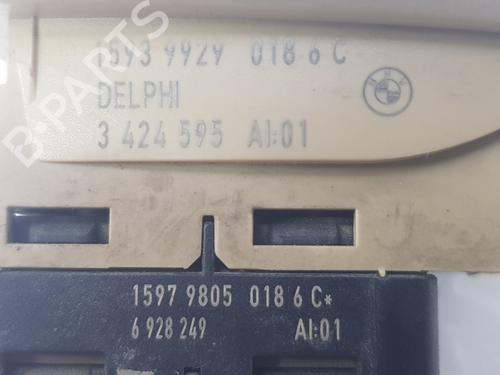 1593 9929 018 6 C
DELPHI
3 424 595 AI:01
B-PARTS
1597 9805 018 6 C*
6 928 249 AI:01